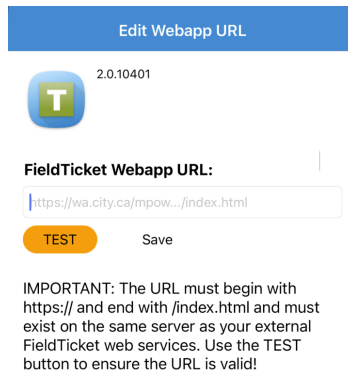 Edit Webapp URL
2.0.10401
T
FieldTicket Webapp URL:
https://wa.city.ca/mpow.../index.html
TEST Save
IMPORTANT: The URL must begin with
https:// and end with /index.html and must
exist on the same server as your external
FieldTicket web services. Use the TEST
button to ensure the URL is valid!